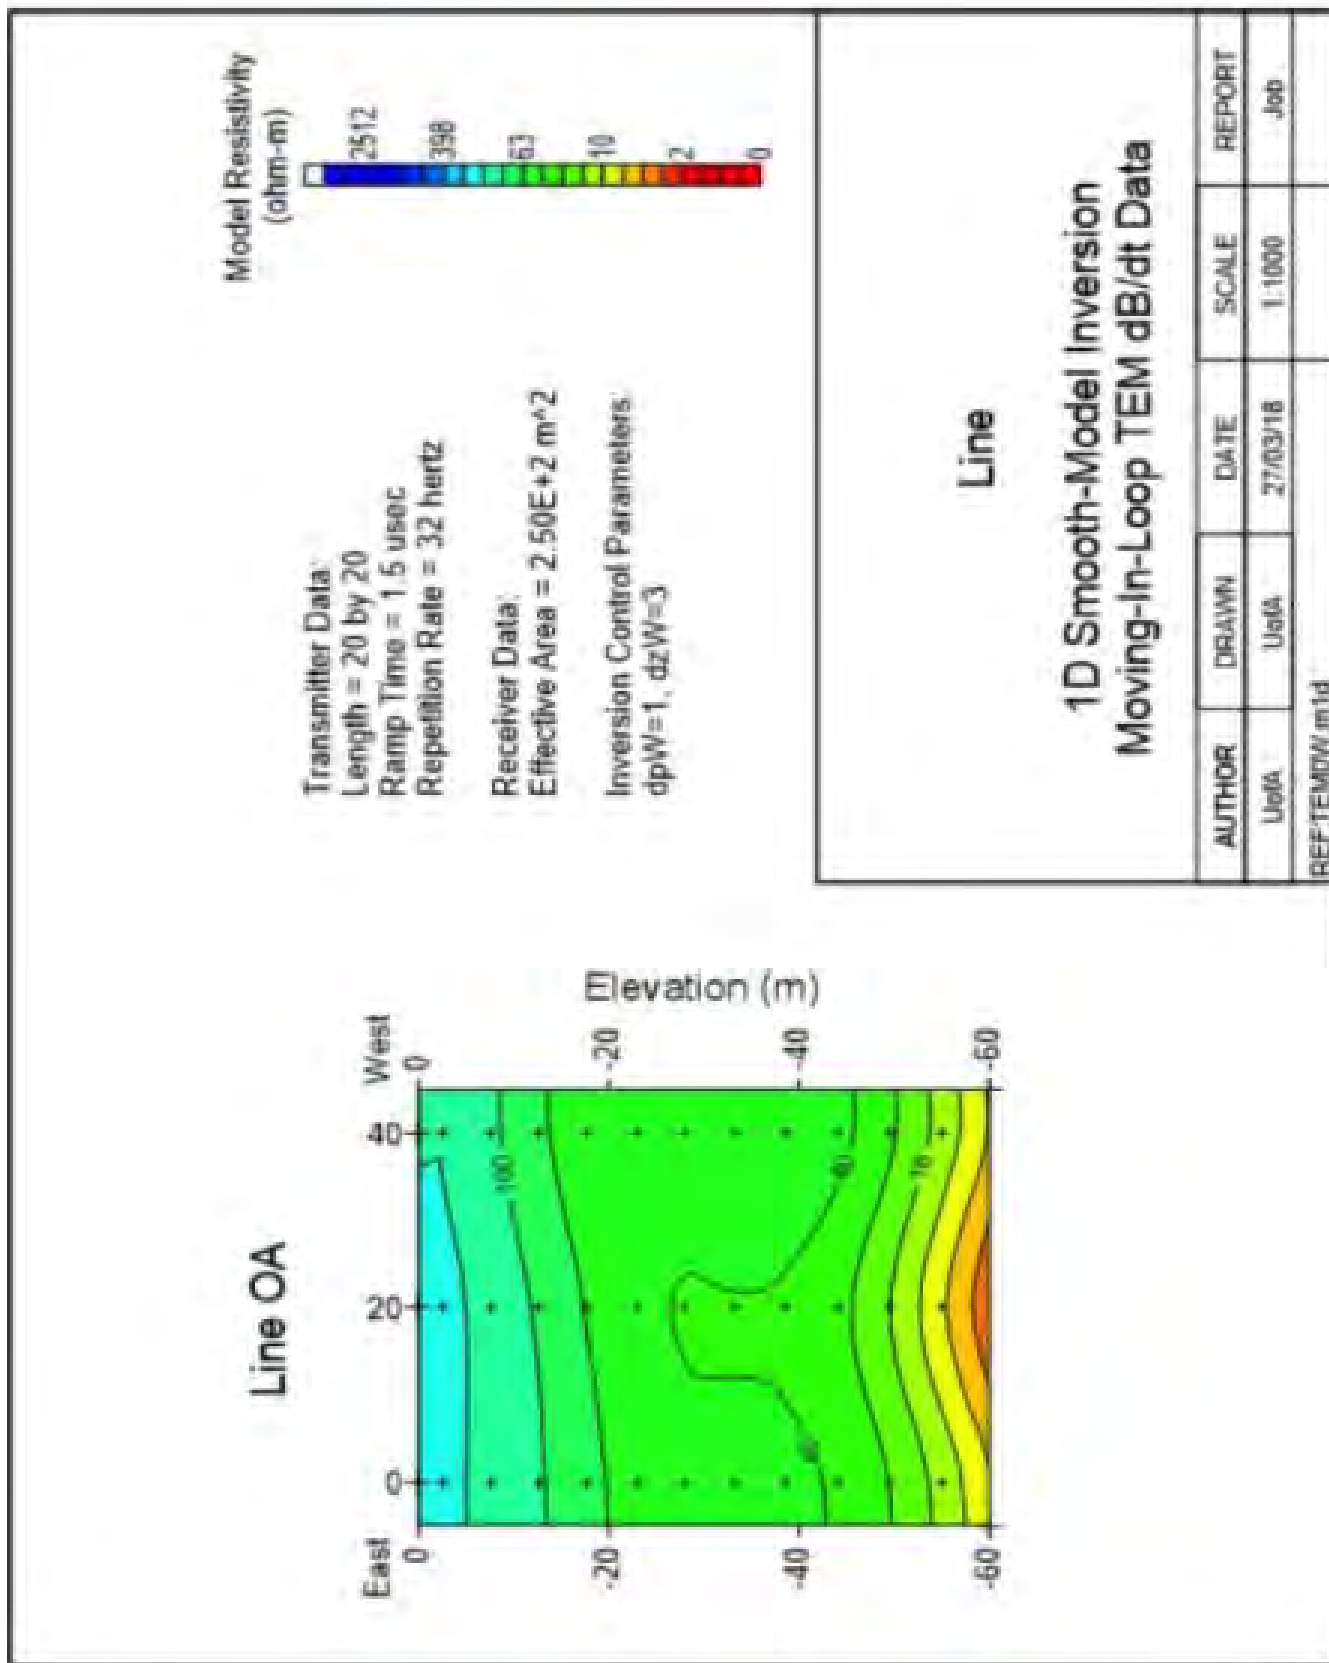 Line OA
East
0
20
40
West
0
-20
-40
-60
0
-20
-40
-60
Elevation (m)
100
40
40
Model Resistivity
(ohm-m)
2512
398
63
10
2
0
Transmitter Data:
Length = 20 by 20
Ramp Time = 1.5 usec
Repetition Rate = 32 hertz
Receiver Data:
Effective Area = 2.50E+2 m^2
Inversion Control Parameters:
dpW=1, dzW=3
Line
1D Smooth-Model Inversion
Moving-In-Loop TEM dB/dt Data
AUTHOR DRAWN DATE SCALE REPORT
UofA UofA 27/03/18 1:1000 Job